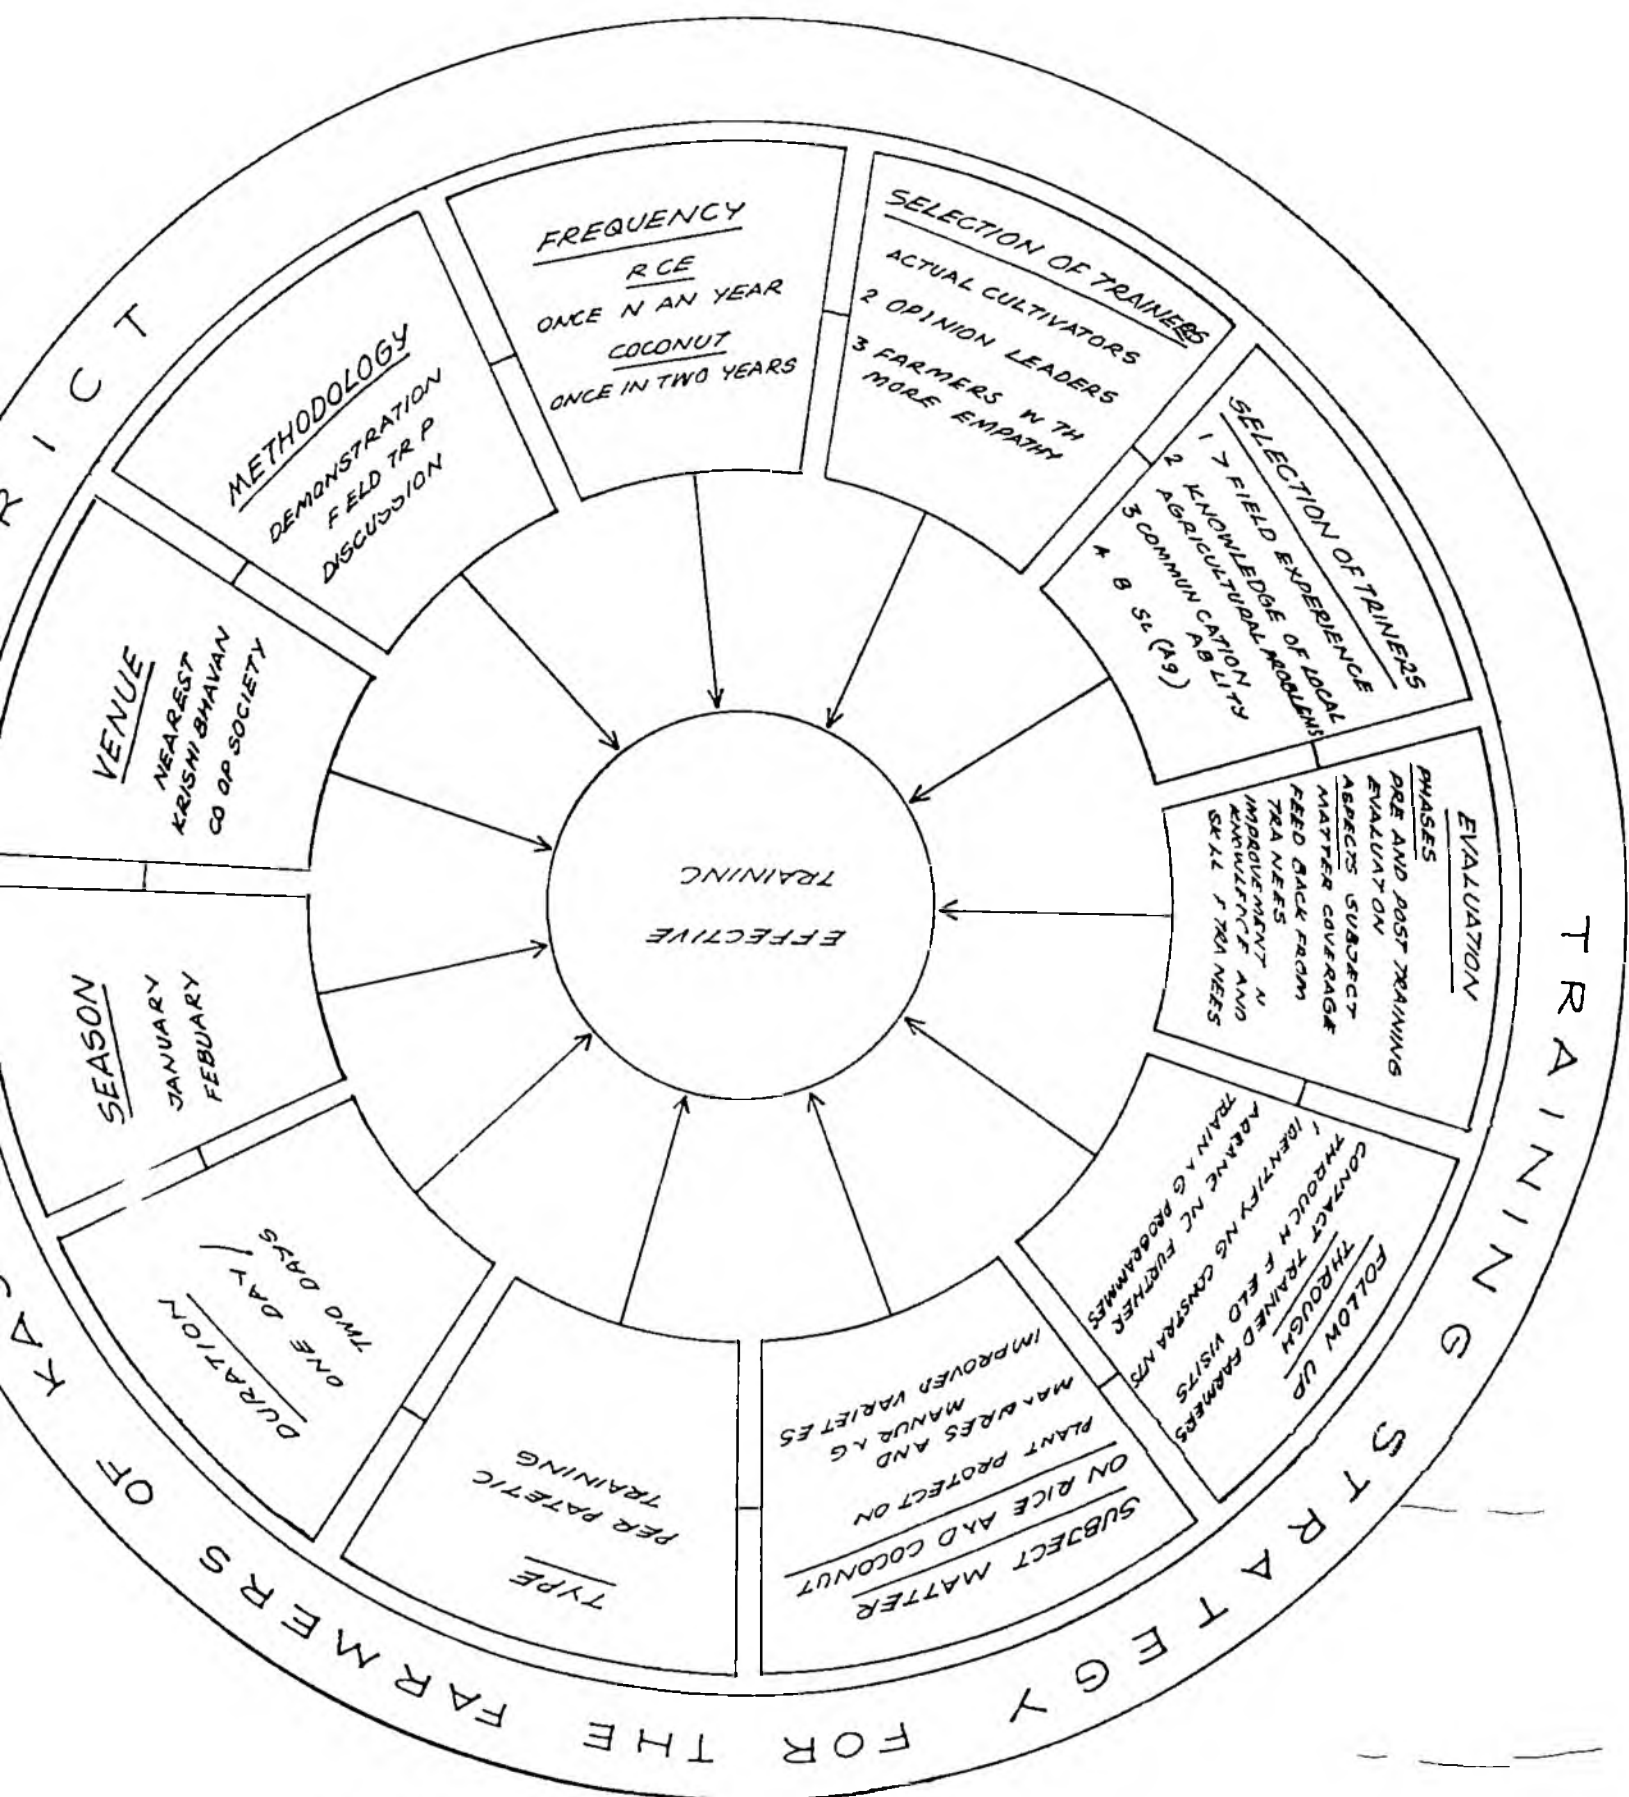 TRAINING STRATEGY FOR THE FARMERS OF KAS
RICT
FREQUENCY
R CE
ONCE N AN YEAR
COCONUT
ONCE IN TWO YEARS
SELECTION OF TRAINERS
ACTUAL CULTIVATORS
2 OPINION LEADERS
3 FARMERS W TH
MORE EMPATHY
SELECTION OF TRINERS
1 > FIELD EXPERIENCE
2 KNOWLEDGE OF LOCAL
AGRICULTURAL PROBLEMS
3 COMMUN CATION
AB LITY
4 B SC (Ag)
EVALUATION
PHASES
PRE AND POST TRAINING
EVALUAT ON
ASPECTS SUBJECT
MATTER COVERAGE
FEED BACK FROM
TRA NEES
IMPROVEMENT N
KNOWLEDGE AND
SK LL F TRA NEES
FOLLOW UP
THROUGH
CONTACT TRAINED FARMERS
THROUGH F ELD VISITS
IDENTIFY NG CONSTRA NTS
ARRANG NG FURTHER
TRAIN N G PROGRAMMES
SUBJECT MATTER
ON RICE AND COCONUT
PLANT PROTECT ON
MANURES AND
MANUR NG
IMPROVED VARIET ES
TYPE
PER PATETIC
TRAINING
DURATION
ONE DAY /
TWO DAYS
SEASON
JANUARY
FEBUARY
VENUE
NEAREST
KRISHI BHAVAN
CO OP SOCIETY
METHODOLOGY
DEMONSTRATION
F ELD TR P
DISCUSSION
EFFECTIVE
TRAINING